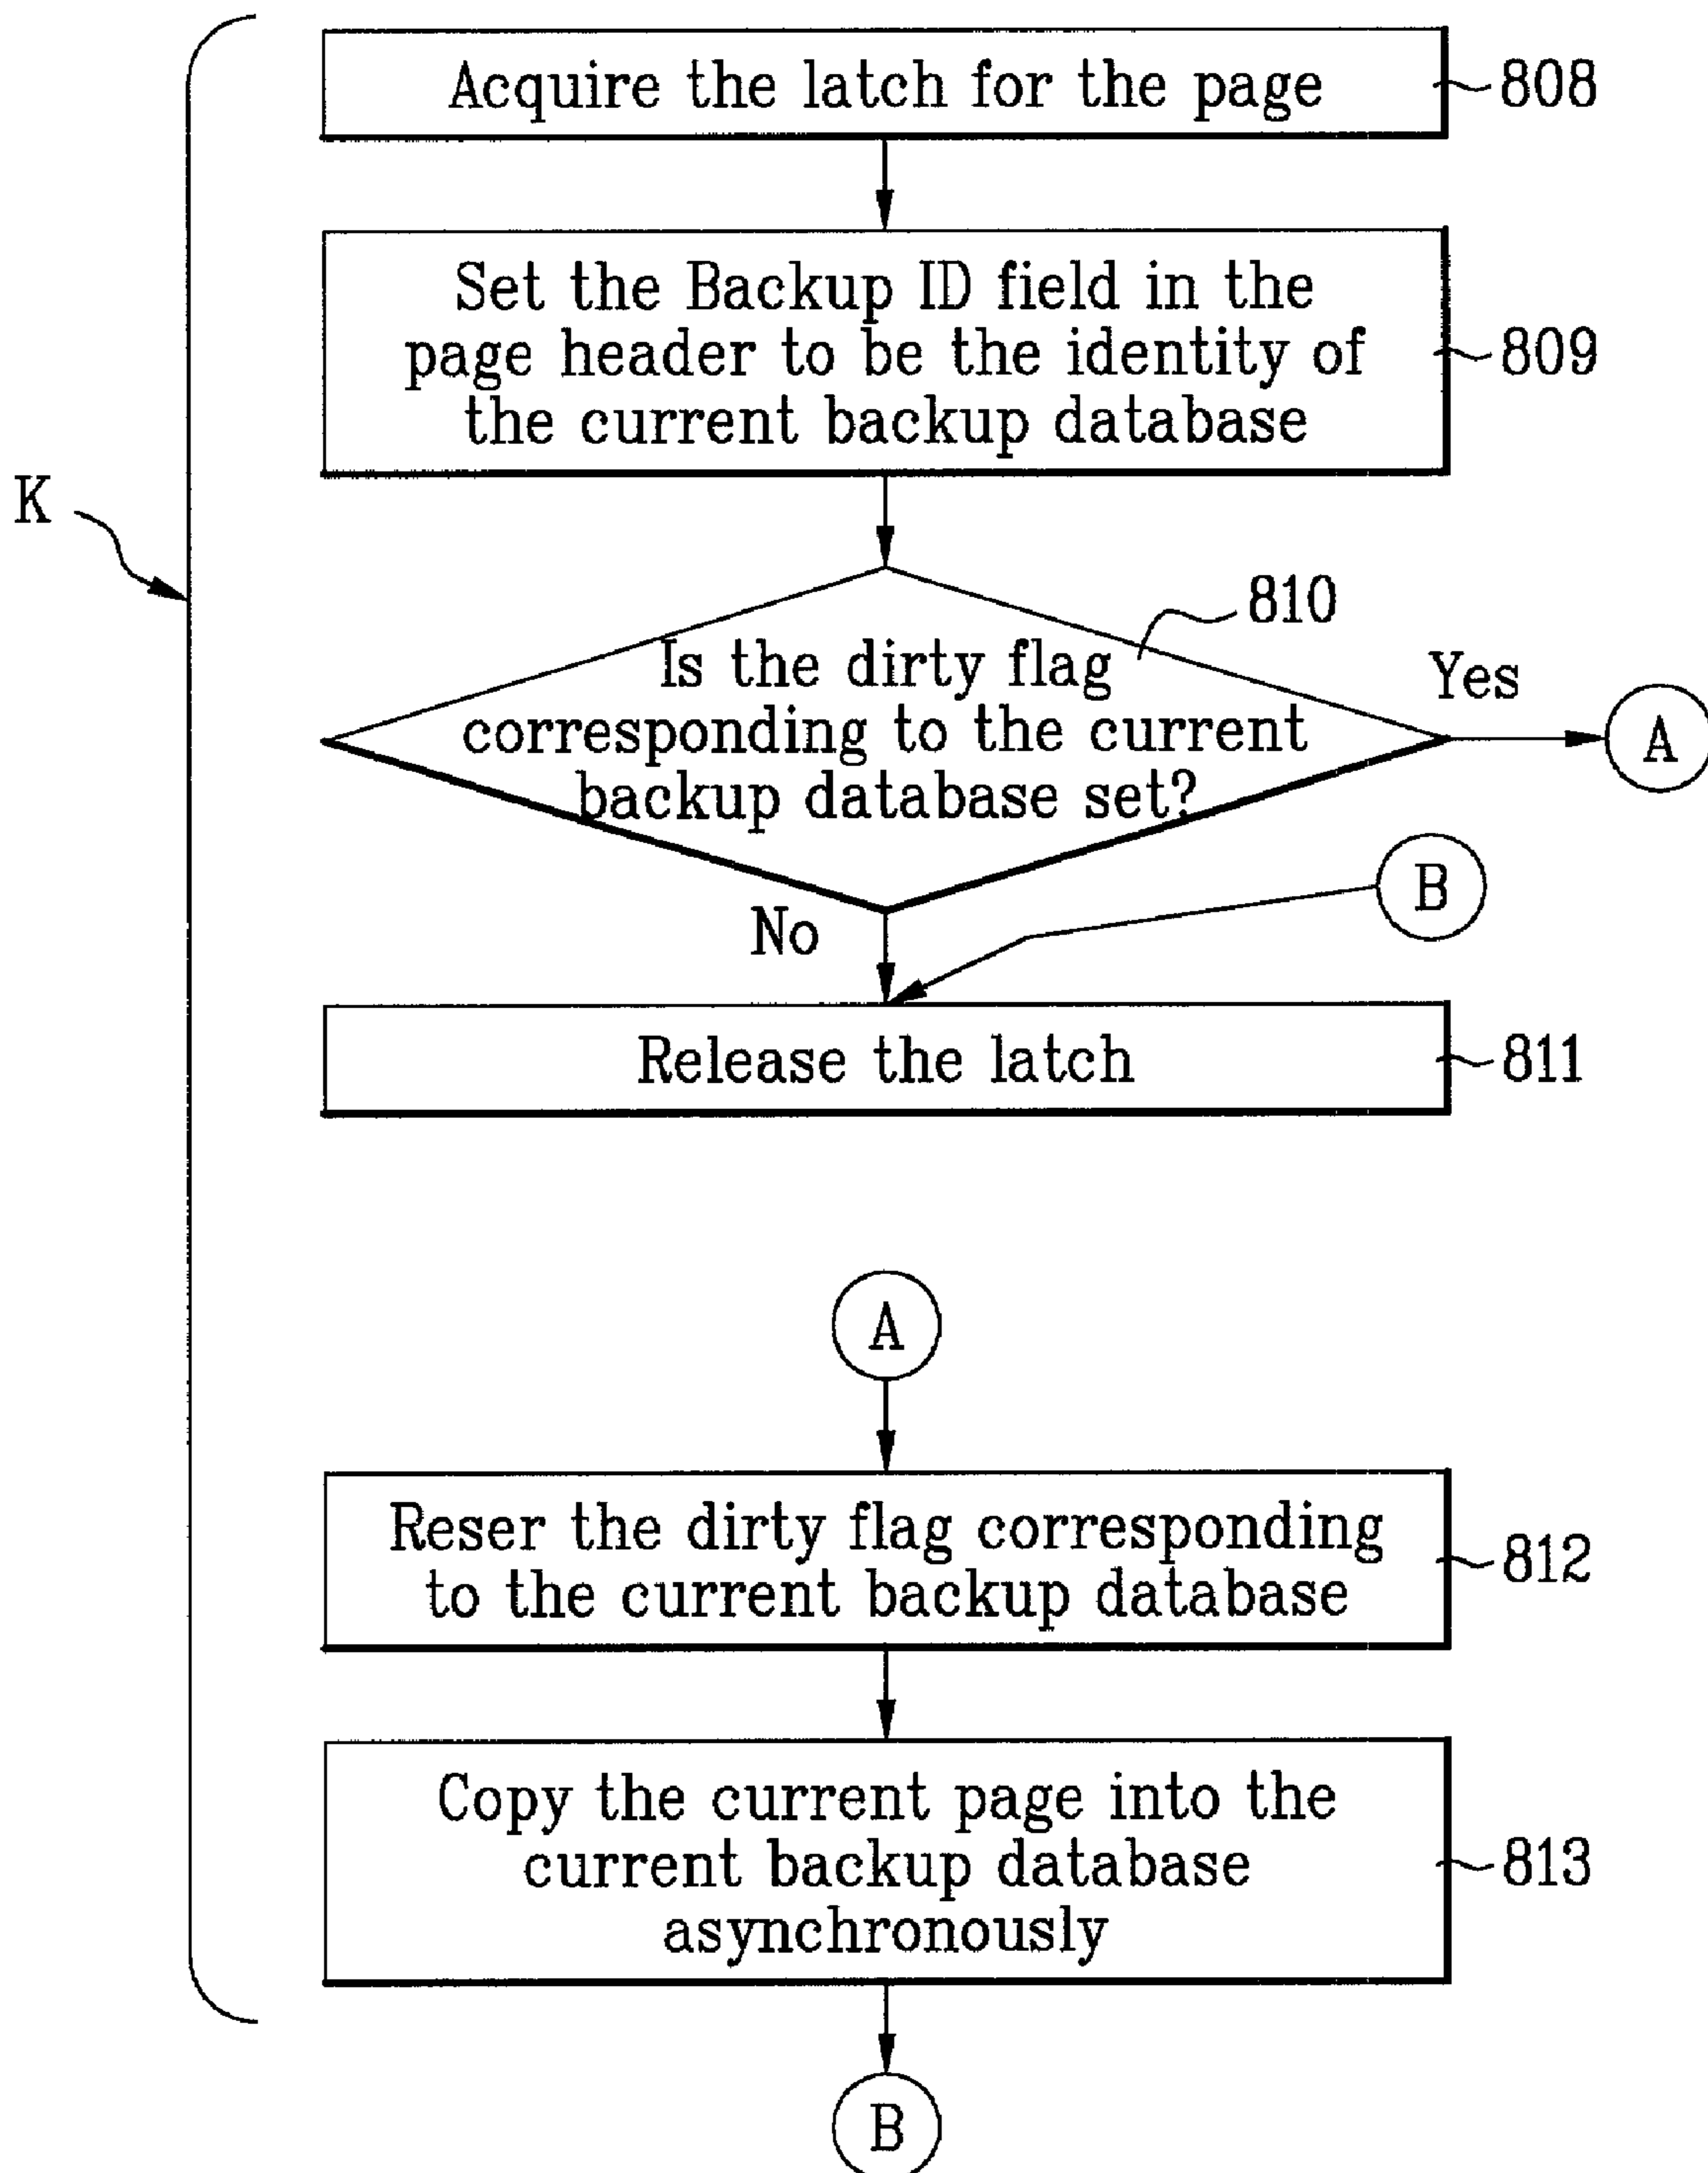 Acquire the latch for the page
808
Set the Backup ID field in the
page header to be the identity of
the current backup database
809
K
810
Is the dirty flag
corresponding to the current
backup database set?
Yes
A
B
No
Release the latch
811
A
Reser the dirty flag corresponding
to the current backup database
812
Copy the current page into the
current backup database
asynchronously
813
B